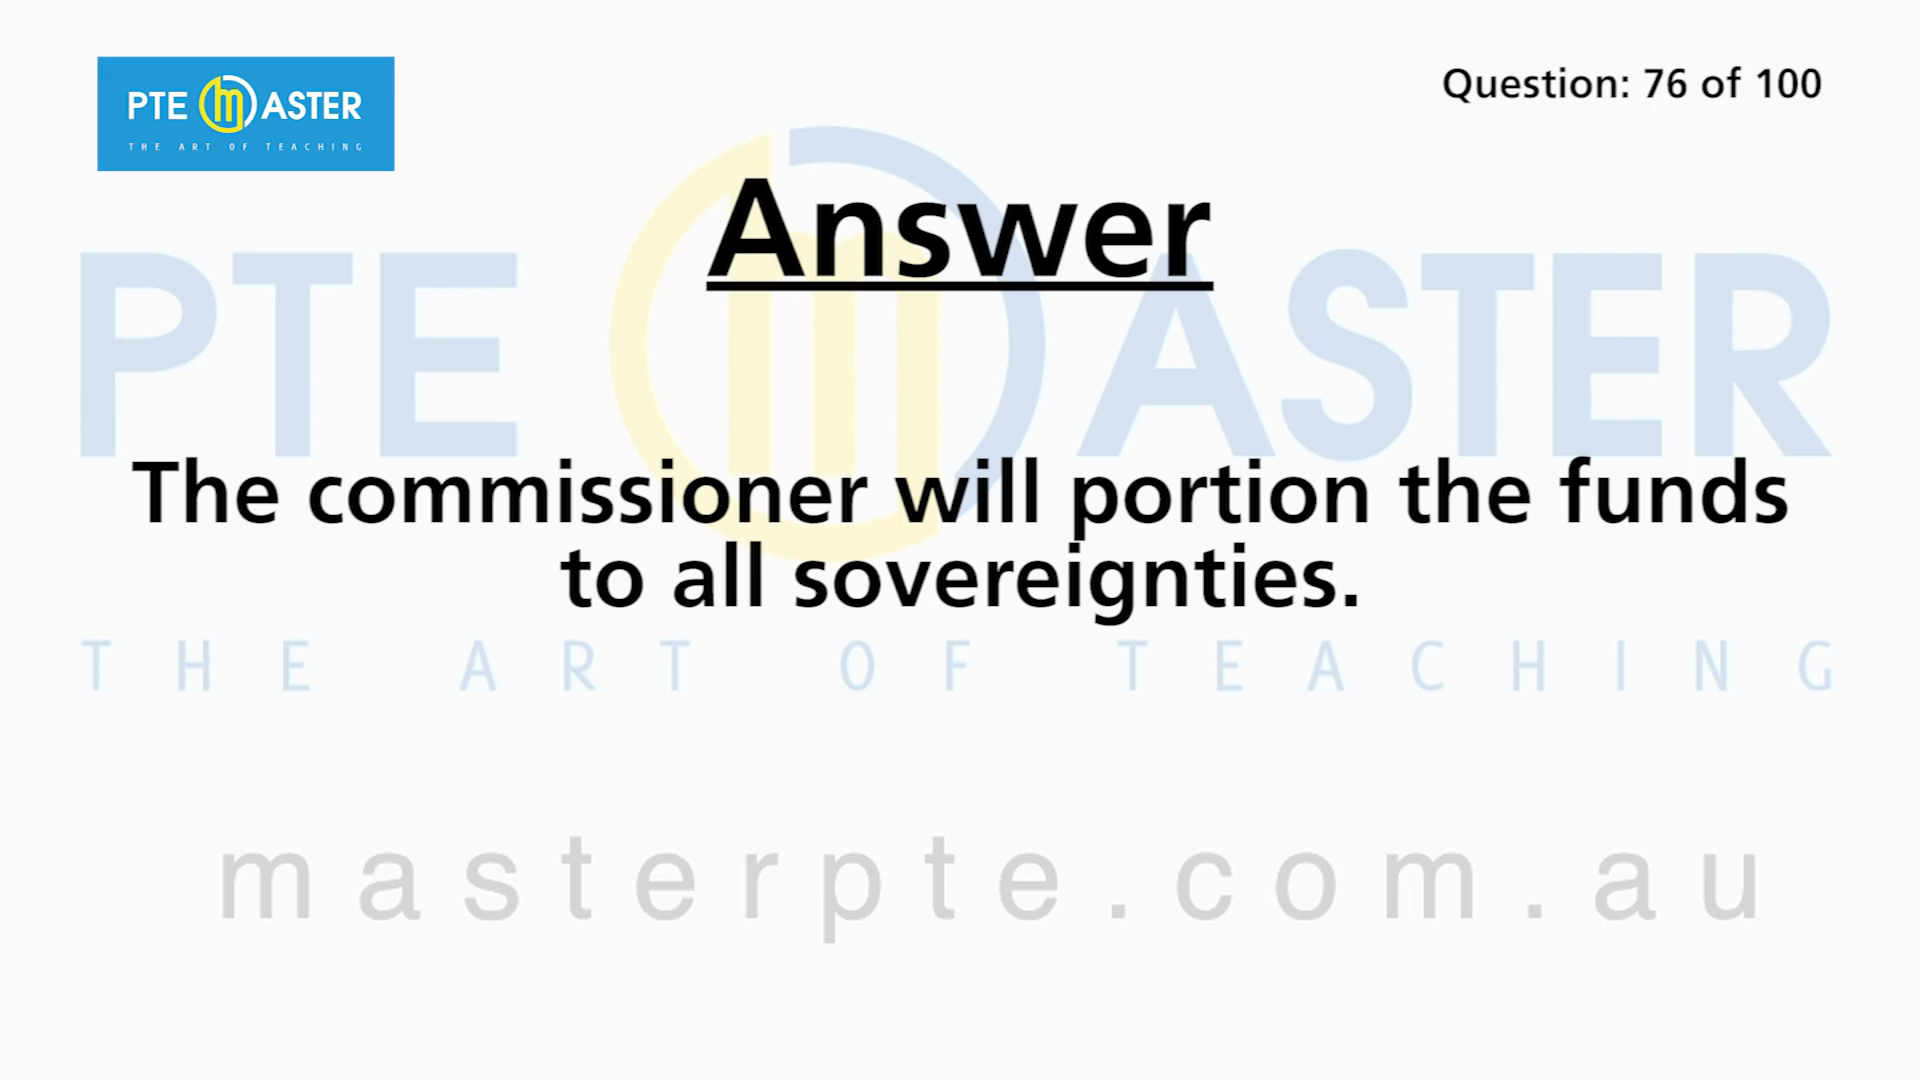 PTE MASTER
THE ART OF TEACHING
Question: 76 of 100
Answer
PTE MASTER
The commissioner will portion the funds
to all sovereignties.
THE ART OF TEACHING
masterpte.com.au